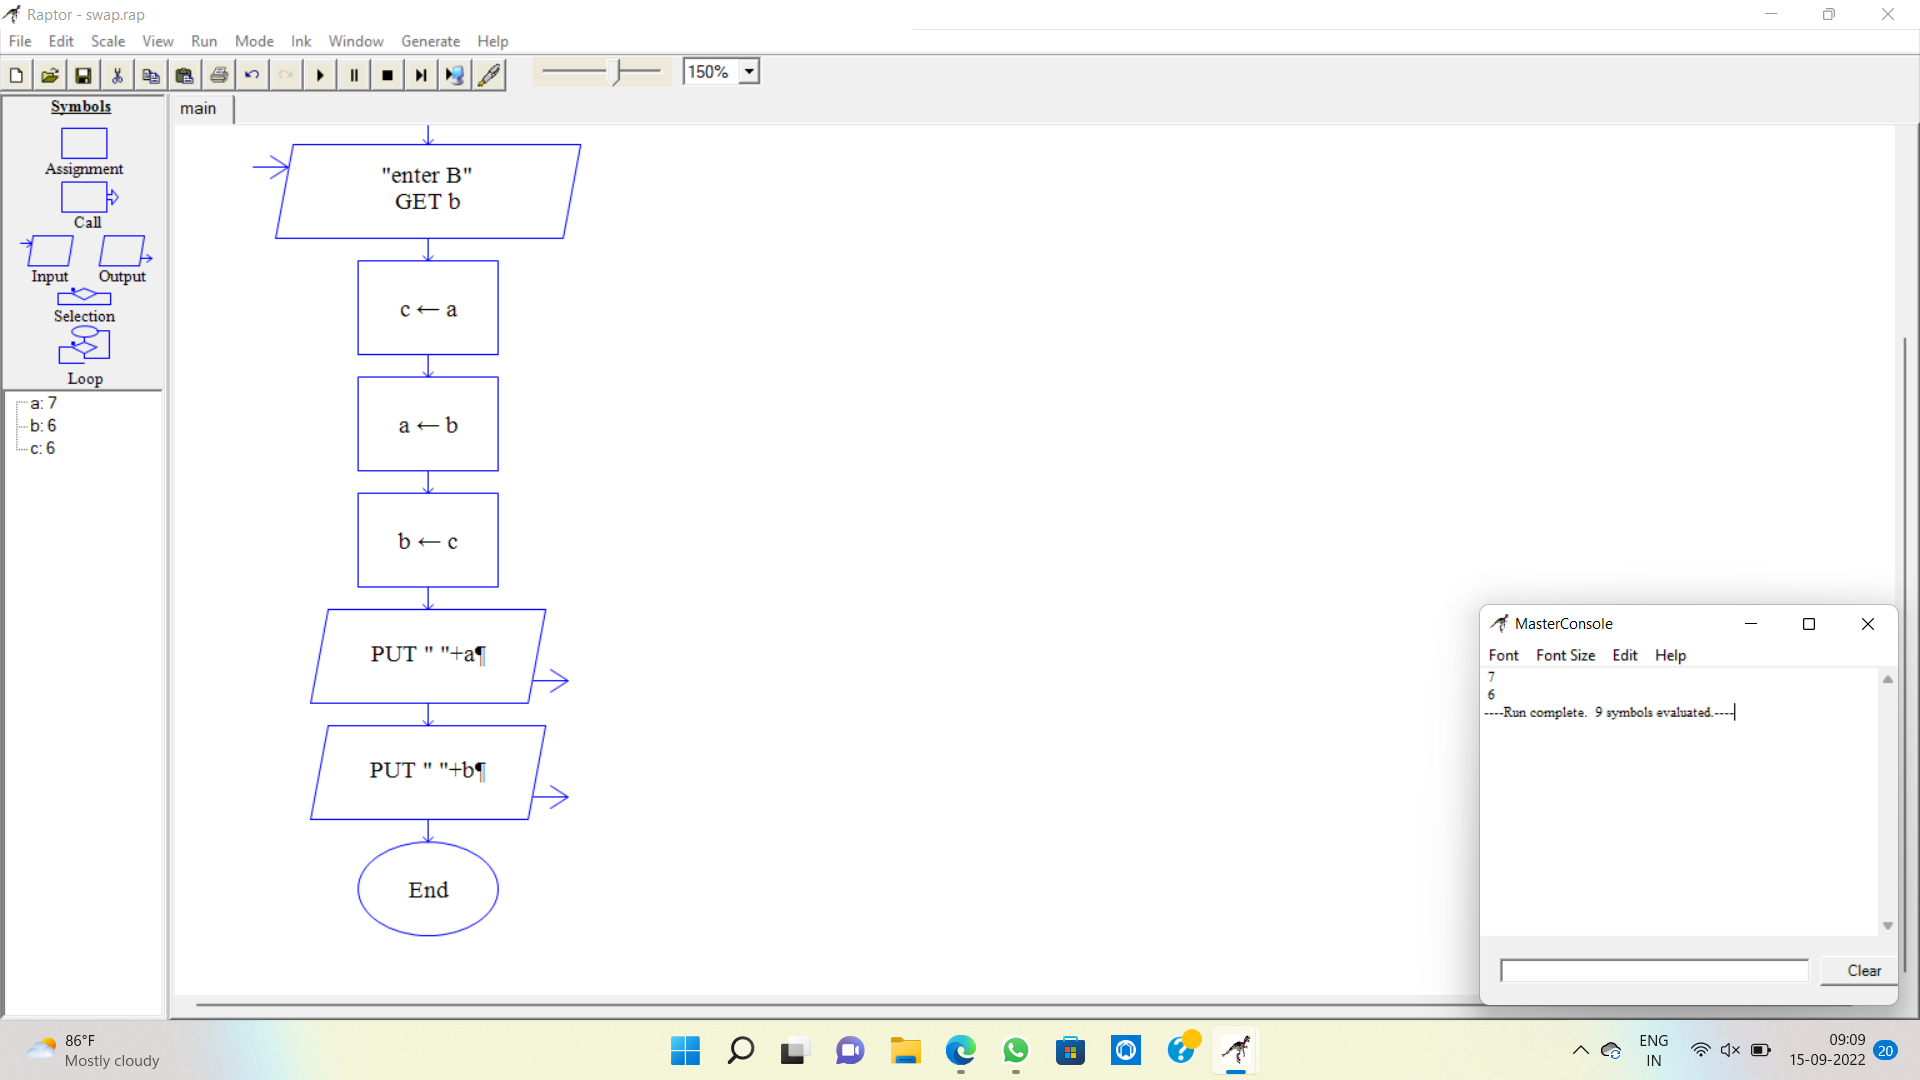 Raptor - swap.rap
File Edit Scale View Run Mode Ink Window Generate Help
150%
Symbols
main
Assignment
Call
Input Output
Selection
Loop
a: 7
b: 6
c: 6
"enter B"
GET b
c ← a
a ← b
b ← c
PUT " "+a¶
PUT " "+b¶
End
MasterConsole
Font Font Size Edit Help
7
6
----Run complete. 9 symbols evaluated.----
Clear
86°F
Mostly cloudy
ENG
IN
09:09
15-09-2022
20